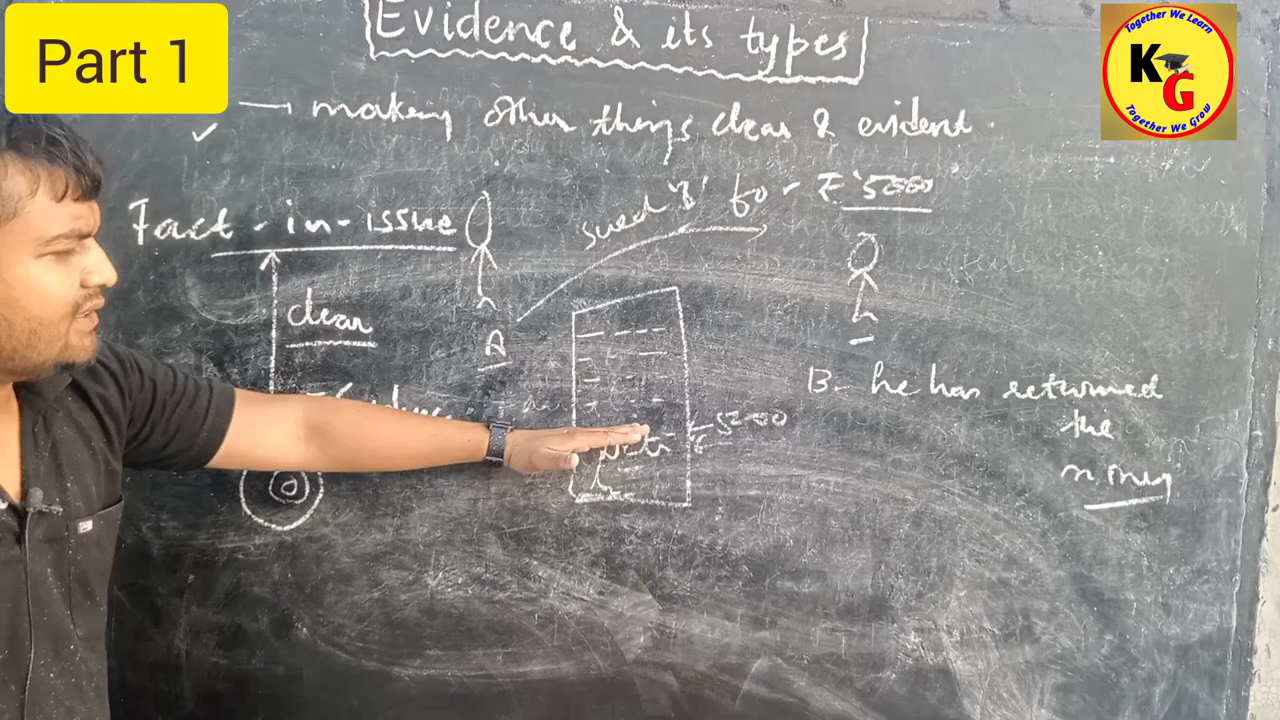 Part 1
Evidence & its types
Together We Learn
KG
Together We Grow
→ making other things clear & evident.
✓
Fact-in-issue
sued 'B' for ₹ 5000
clear
A
B- he has returned
the
money